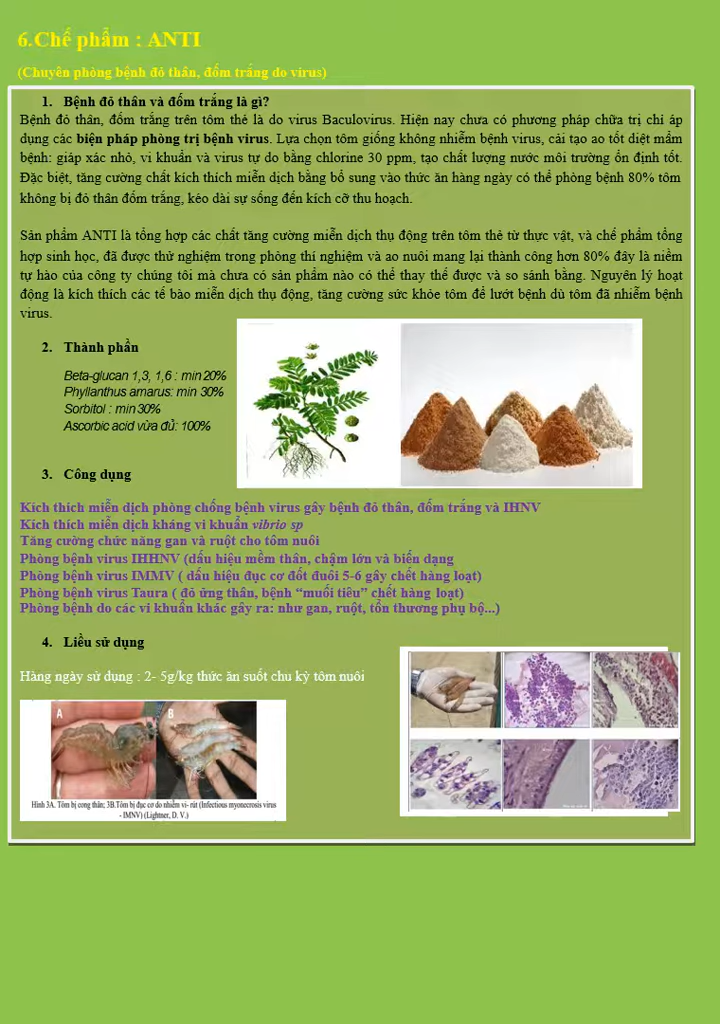 6.Chế phẩm : ANTI
(Chuyên phòng bệnh đỏ thân, đốm trắng do virus)
1. Bệnh đỏ thân và đốm trắng là gì?
Bệnh đỏ thân, đốm trắng trên tôm thẻ là do virus Baculovirus. Hiện nay chưa có phương pháp chữa trị chỉ áp
dụng các biện pháp phòng trị bệnh virus. Lựa chọn tôm giống không nhiễm bệnh virus, cải tạo ao tốt diệt mầm
bệnh: giáp xác nhỏ, vi khuẩn và virus tự do bằng chlorine 30 ppm, tạo chất lượng nước môi trường ổn định tốt.
Đặc biệt, tăng cường chất kích thích miễn dịch bằng bổ sung vào thức ăn hàng ngày có thể phòng bệnh 80% tôm
không bị đỏ thân đốm trắng, kéo dài sự sống đến kích cỡ thu hoạch.
Sản phẩm ANTI là tổng hợp các chất tăng cường miễn dịch thụ động trên tôm thẻ từ thực vật, và chế phẩm tổng
hợp sinh học, đã được thử nghiệm trong phòng thí nghiệm và ao nuôi mang lại thành công hơn 80% đây là niềm
tự hào của công ty chúng tôi mà chưa có sản phẩm nào có thể thay thế được và so sánh bằng. Nguyên lý hoạt
động là kích thích các tế bào miễn dịch thụ động, tăng cường sức khỏe tôm để lướt bệnh dù tôm đã nhiễm bệnh
virus.
2. Thành phần
Beta-glucan 1,3, 1,6 : min 20%
Phyllanthus amarus: min 30%
Sorbitol : min 30%
Ascorbic acid vừa đủ: 100%
3. Công dụng
Kích thích miễn dịch phòng chống bệnh virus gây bệnh đỏ thân, đốm trắng và IHNV
Kích thích miễn dịch kháng vi khuẩn vibrio sp
Tăng cường chức năng gan và ruột cho tôm nuôi
Phòng bệnh virus IHHNV (dấu hiệu mềm thân, chậm lớn và biến dạng
Phòng bệnh virus IMMV ( dấu hiệu đục cơ đốt đuôi 5-6 gây chết hàng loạt)
Phòng bệnh virus Taura ( đỏ ửng thân, bệnh “muối tiêu” chết hàng loạt)
Phòng bệnh do các vi khuẩn khác gây ra: như gan, ruột, tổn thương phụ bộ...)
4. Liều sử dụng
Hàng ngày sử dụng : 2- 5g/kg thức ăn suốt chu kỳ tôm nuôi
A B
Hình 3A. Tôm bị cong thân; 3B.Tôm bị đục cơ do nhiễm vi- rút (Infectious myonecrosis virus
- IMNV) (Lightner, D. V.)